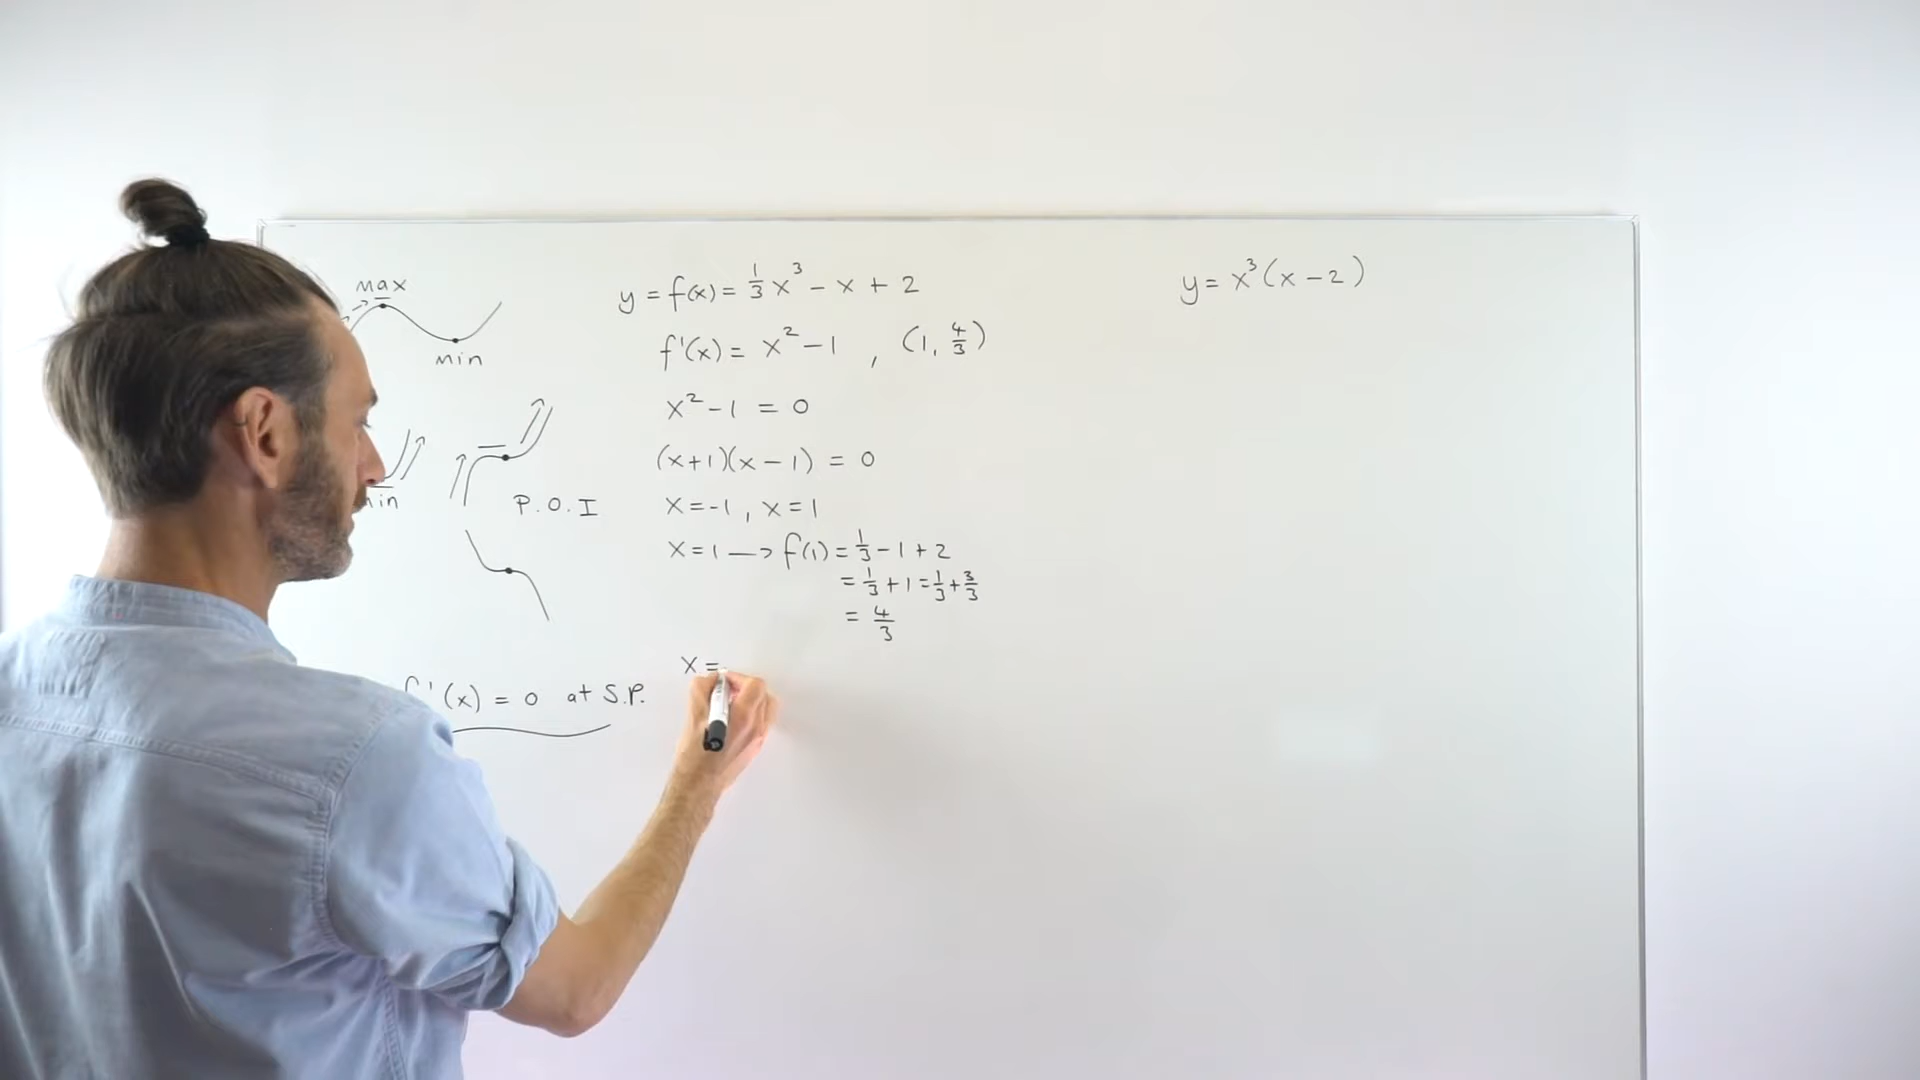 max
min
in
P.O.I
f'(x) = 0 at S.P.
y = f(x) = 1/3 x³ - x + 2
f'(x) = x² - 1 , (1, 4/3)
x² - 1 = 0
(x+1)(x - 1) = 0
x = -1 , x = 1
x = 1 → f(1) = 1/3 - 1 + 2
= 1/3 + 1 = 1/3 + 3/3
= 4/3
x =
y = x³(x - 2)